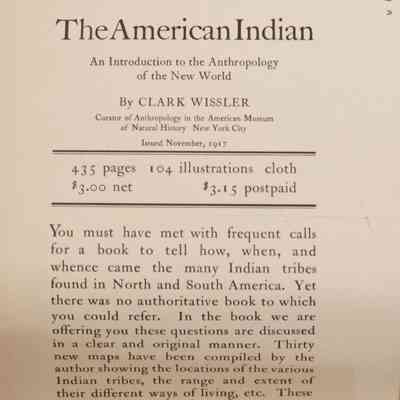 The American Indian
An Introduction to the Anthropology
of the New World
By CLARK WISSLER
Curator of Anthropology in the American Museum
of Natural History New York City
Issued November, 1917
435 pages 104 illustrations cloth
$3.00 net $3.15 postpaid
You must have met with frequent calls
for a book to tell how, when, and
whence came the many Indian tribes
found in North and South America. Yet
there was no authoritative book to which
you could refer. In the book we are
offering you these questions are discussed
in a clear and original manner. Thirty
new maps have been compiled by the
author showing the locations of the various
Indian tribes, the range and extent of
their different ways of living, etc. These